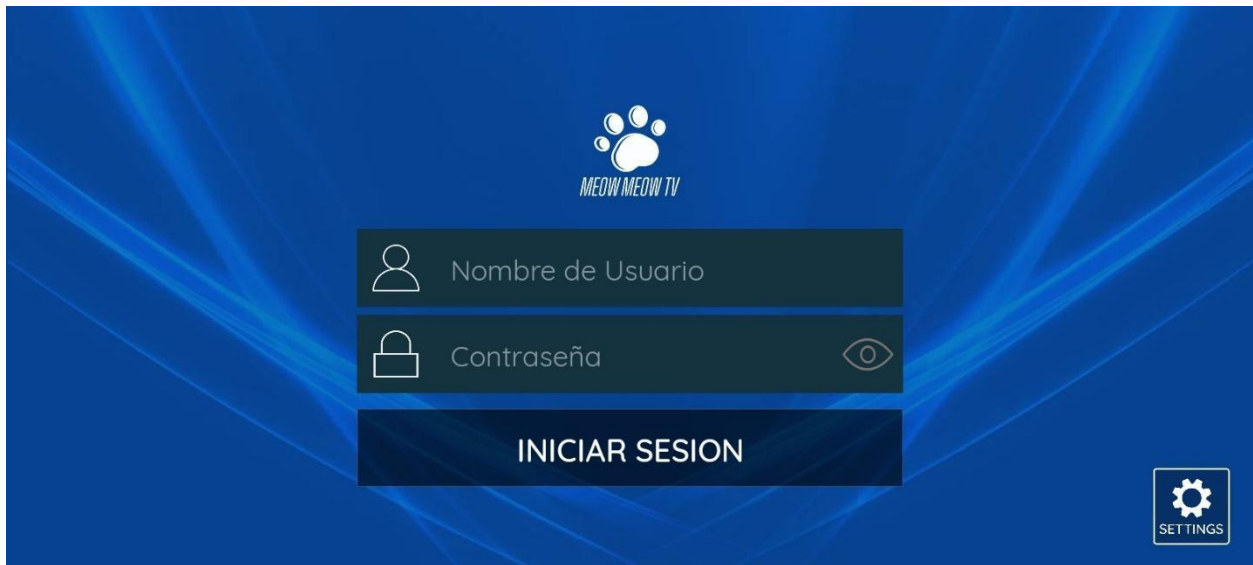 MEOW MEOW TV
Nombre de Usuario
Contraseña
INICIAR SESION
SETTINGS